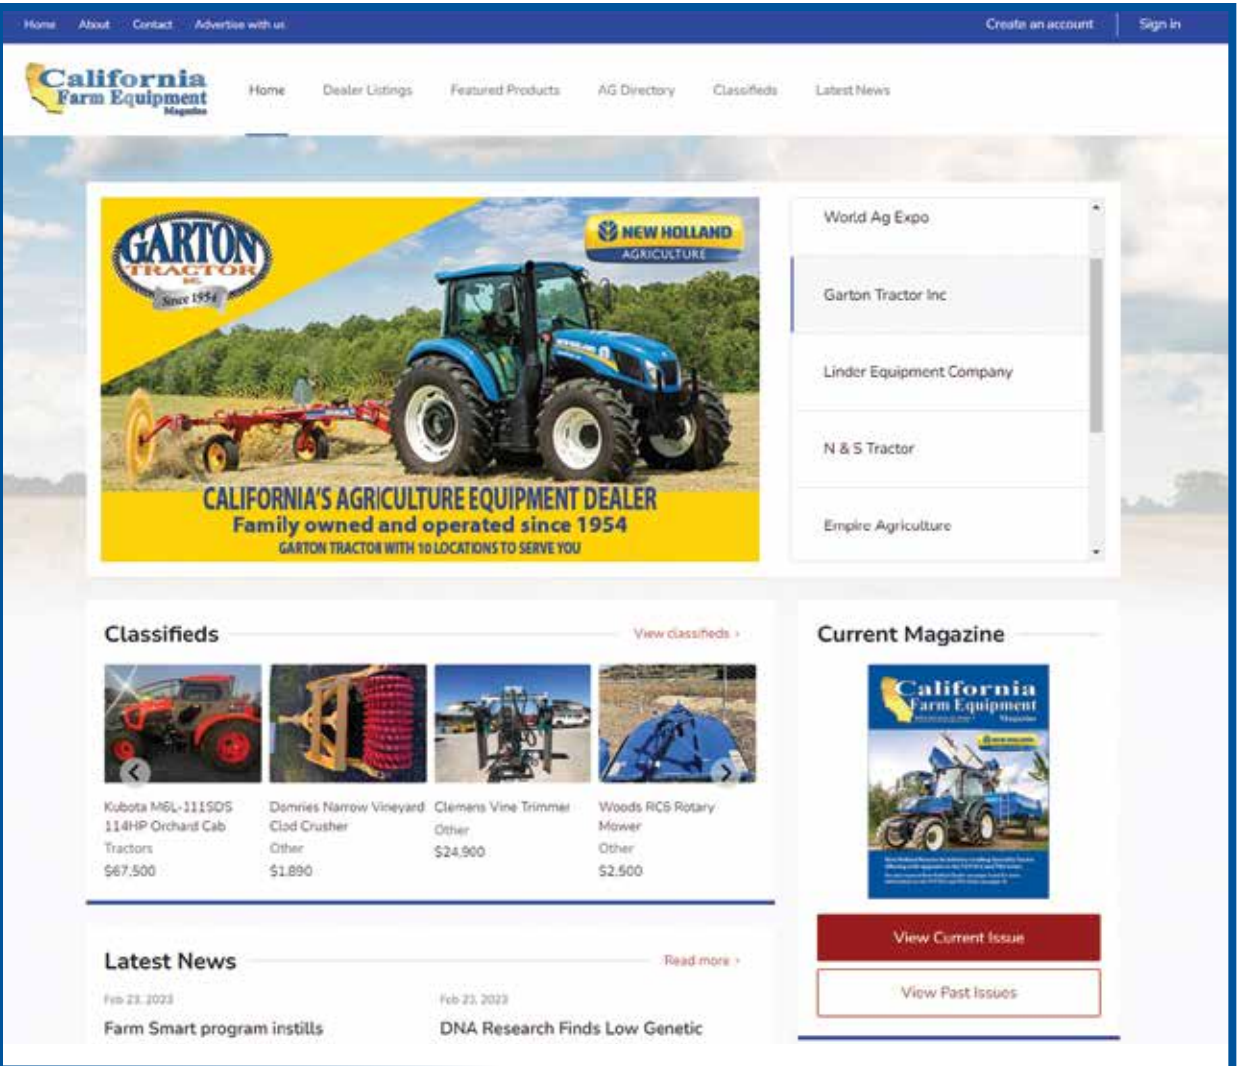 Home About Contact Advertise with us Create an account Sign in
California
Farm Equipment
Magazine
Home Dealer Listings Featured Products AG Directory Classifieds Latest News
GARTON
TRACTOR
INC.
Since 1954
NEW HOLLAND
AGRICULTURE
CALIFORNIA'S AGRICULTURE EQUIPMENT DEALER
Family owned and operated since 1954
GARTON TRACTOR WITH 10 LOCATIONS TO SERVE YOU
World Ag Expo
Garton Tractor Inc
Linder Equipment Company
N & S Tractor
Empire Agriculture
Classifieds
View classifieds ›
Kubota M6L-111SDS
114HP Orchard Cab
Tractors
$67,500
Domries Narrow Vineyard
Clod Crusher
Other
$1,890
Clemens Vine Trimmer
Other
$24,900
Woods RC6 Rotary
Mower
Other
$2,500
Current Magazine
California
Farm Equipment
Magazine
NEW HOLLAND
View Current Issue
View Past Issues
Latest News
Read more ›
Feb 23, 2023
Farm Smart program instills
Feb 23, 2023
DNA Research Finds Low Genetic